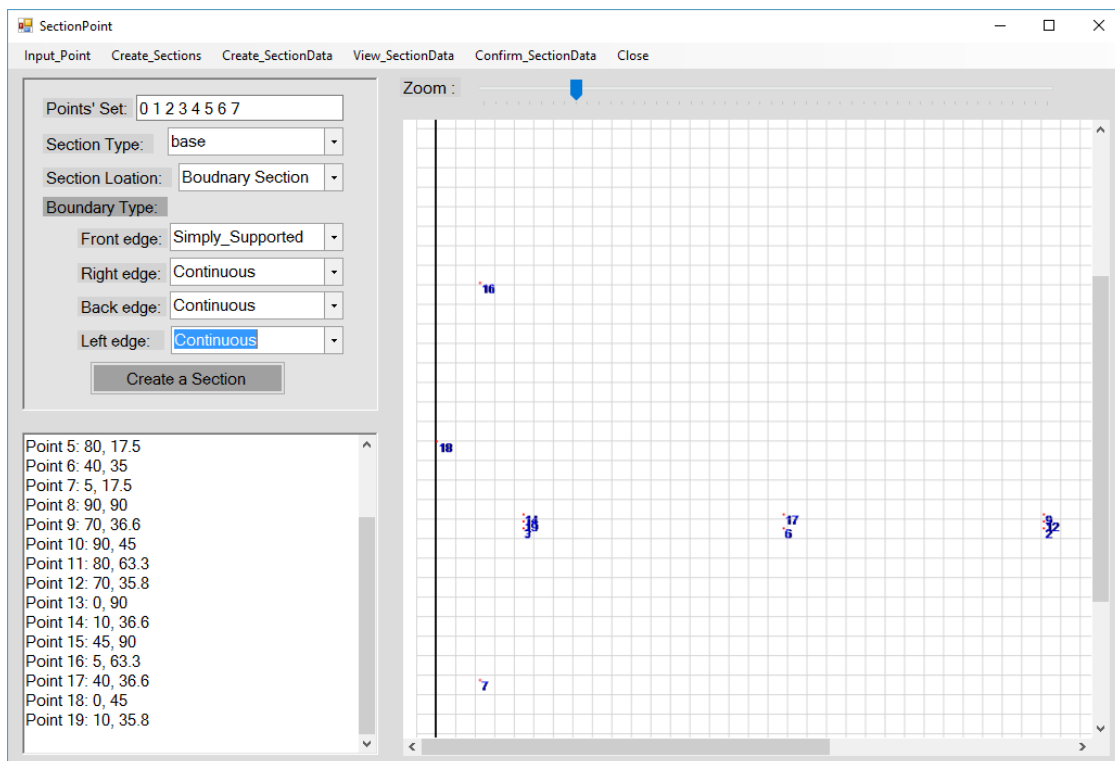 SectionPoint
Input_Point Create_Sections Create_SectionData View_SectionData Confirm_SectionData Close
Points' Set: 0 1 2 3 4 5 6 7
Section Type: base
Section Loation: Boudnary Section
Boundary Type:
Front edge: Simply_Supported
Right edge: Continuous
Back edge: Continuous
Left edge: Continuous
Create a Section
Point 5: 80, 17.5
Point 6: 40, 35
Point 7: 5, 17.5
Point 8: 90, 90
Point 9: 70, 36.6
Point 10: 90, 45
Point 11: 80, 63.3
Point 12: 70, 35.8
Point 13: 0, 90
Point 14: 10, 36.6
Point 15: 45, 90
Point 16: 5, 63.3
Point 17: 40, 36.6
Point 18: 0, 45
Point 19: 10, 35.8
Zoom :
16
18
14
19
3
17
6
9
12
2
7